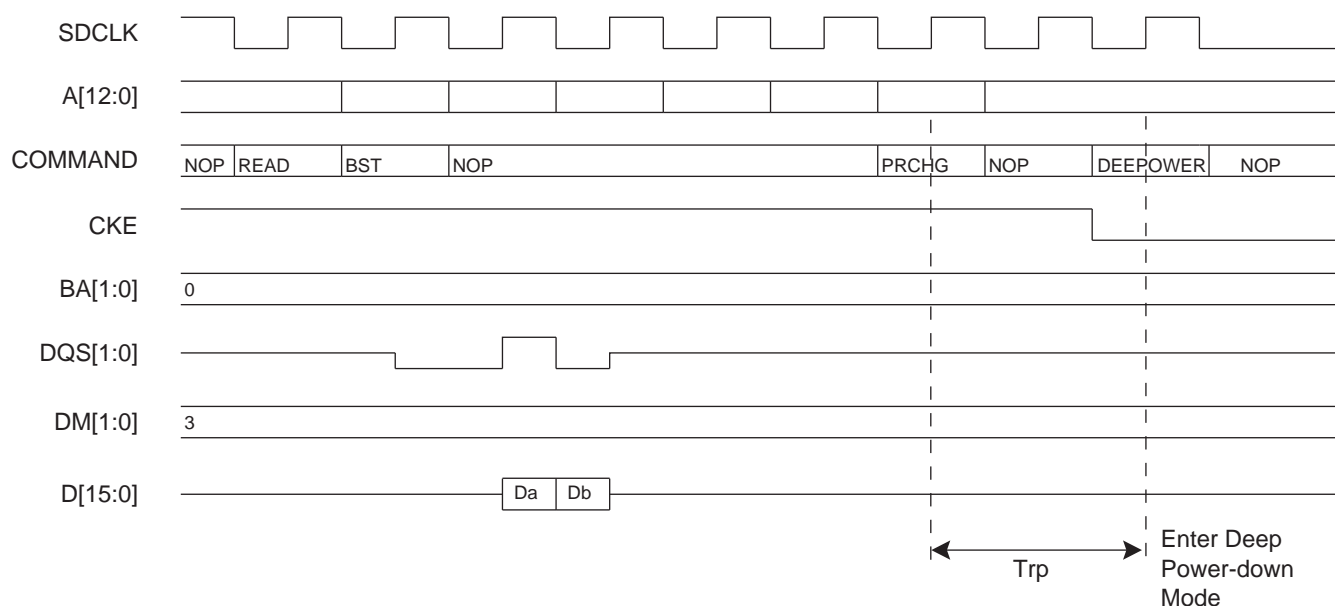 SDCLK
A[12:0]
COMMAND NOP READ BST NOP PRCHG NOP DEEPOWER NOP
CKE
BA[1:0] 0
DQS[1:0]
DM[1:0] 3
D[15:0] Da Db
Trp
Enter Deep
Power-down
Mode